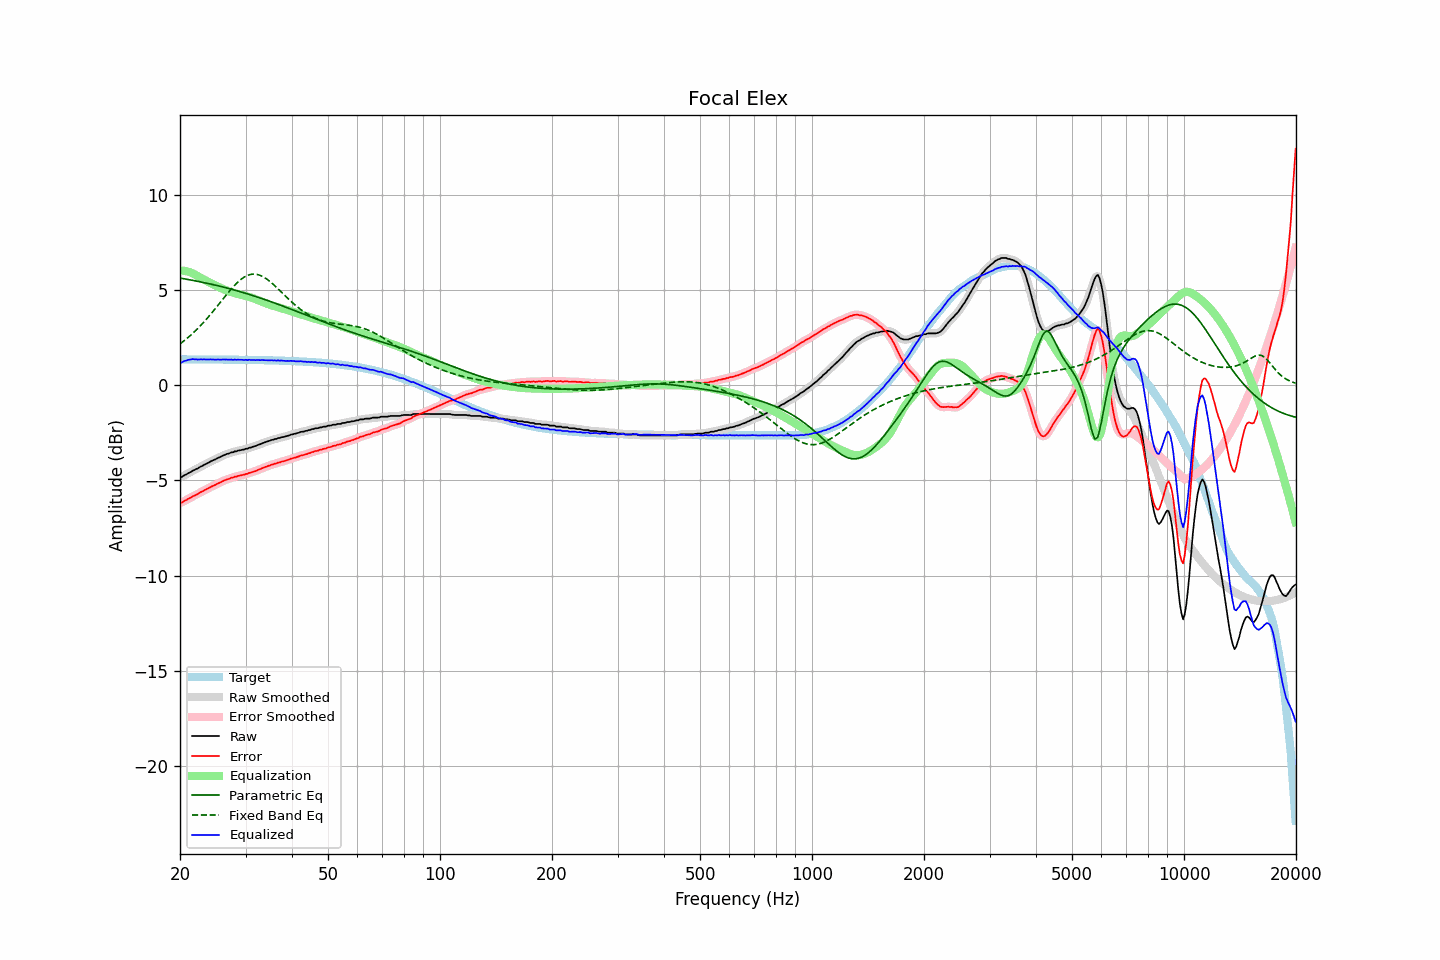 Focal Elex
Amplitude (dBr)
10
5
0
−5
−10
−15
−20
Target
Raw Smoothed
Error Smoothed
Raw
Error
Equalization
Parametric Eq
Fixed Band Eq
Equalized
20
50
100
200
500
1000
2000
5000
10000
20000
Frequency (Hz)